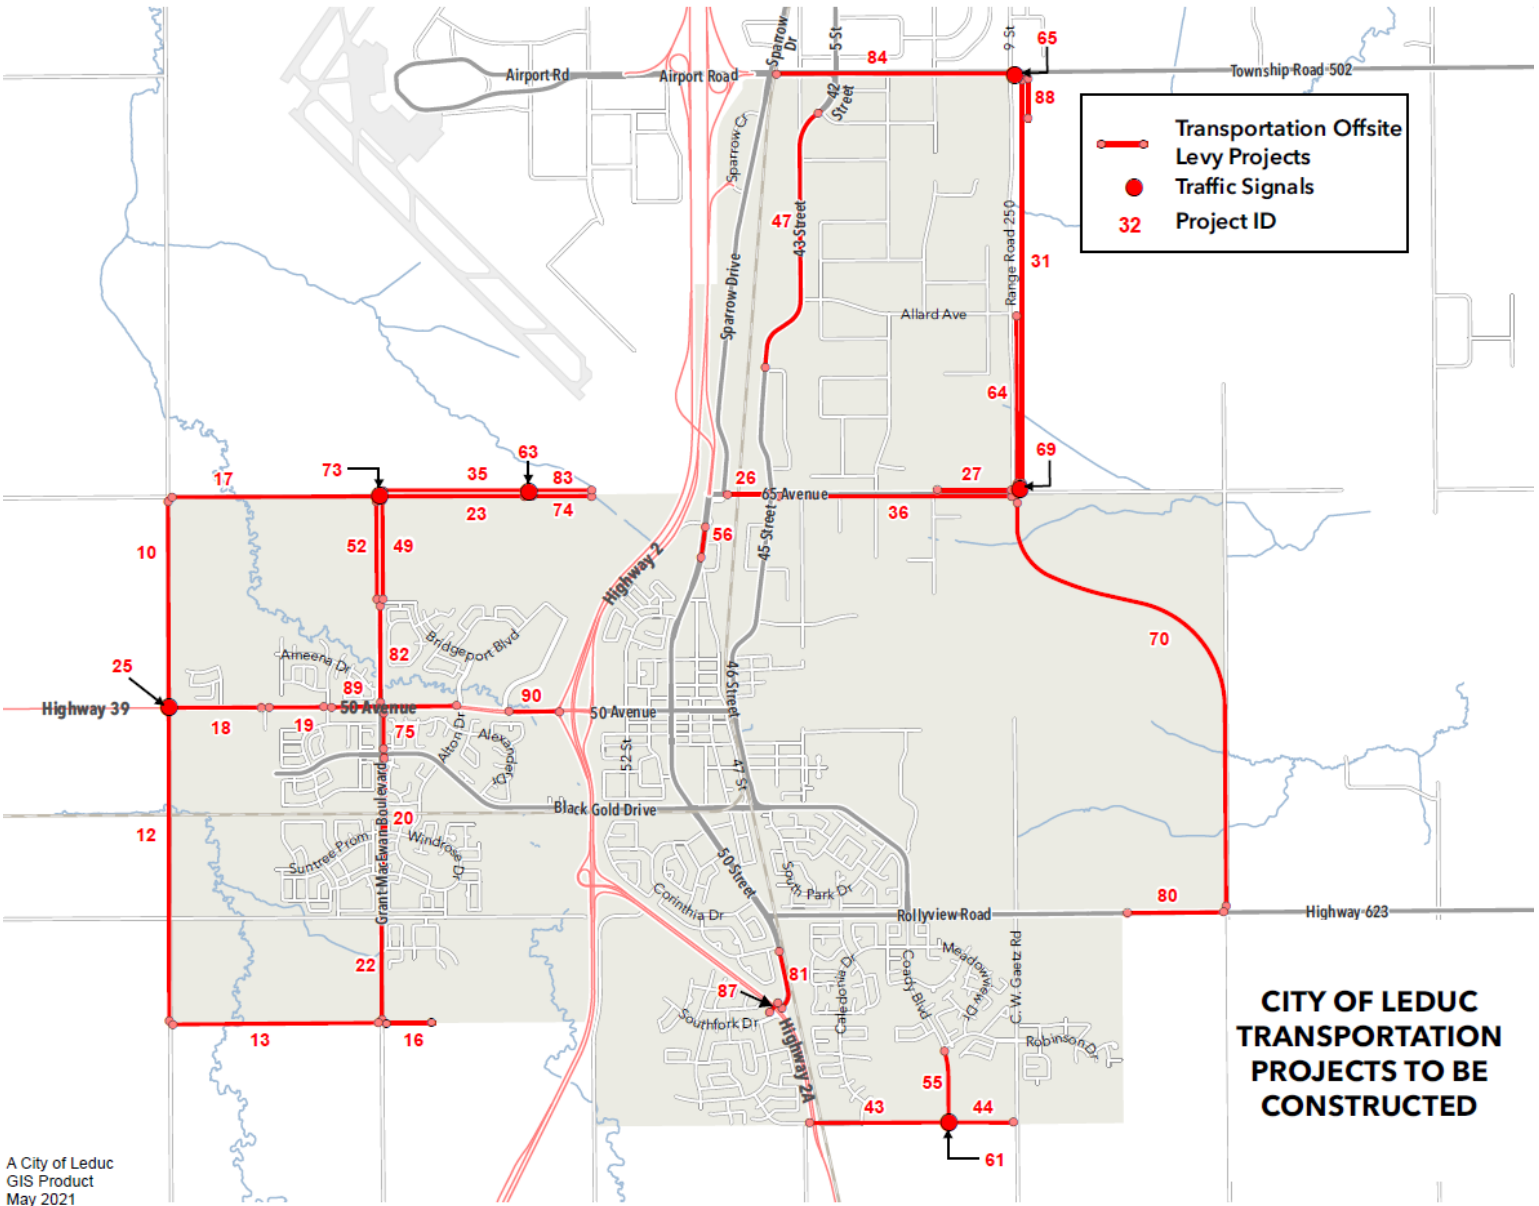 Sparrow Dr
5 St
9 St
65
84
Airport Rd
Airport Road
Township Road 502
42 Street
88
Transportation Offsite
Levy Projects
Traffic Signals
32 Project ID
Sparrow Cr
47
43 Street
Range Road 250
31
Sparrow Drive
Allard Ave
64
63
69
73
35
83
17
26
27
65 Avenue
23
74
36
56
10
52
49
45 Street
Highway 2
70
Bridgeport Blvd
Ameena Dr
82
25
89
90
46 Street
Highway 39
50 Avenue
50 Avenue
18
19
75
Alton Dr
Alexander Dr
52 St
47 St
Black Gold Drive
12
20
Grant MacEwan Boulevard
Suntree Prom
Windrose Dr
50 Street
South Park Dr
Corinthia Dr
80
Rollyview Road
Highway 623
22
81
87
Caledonia Dr
Coady Blvd
Meadowview Dr
C. W. Gaetz Rd
Southfork Dr
Highway 2A
Robinson Dr
13
16
55
43
44
61
CITY OF LEDUC
TRANSPORTATION
PROJECTS TO BE
CONSTRUCTED
A City of Leduc
GIS Product
May 2021